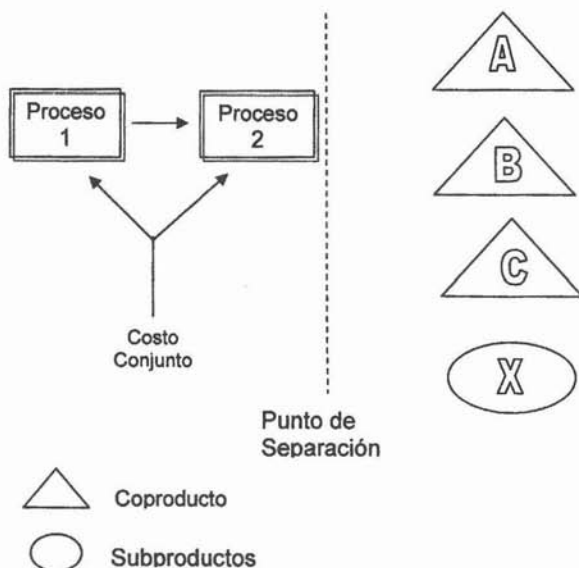 A
Proceso
1
Proceso
2
B
C
Costo
Conjunto
X
Punto de
Separación
Coproducto
Subproductos